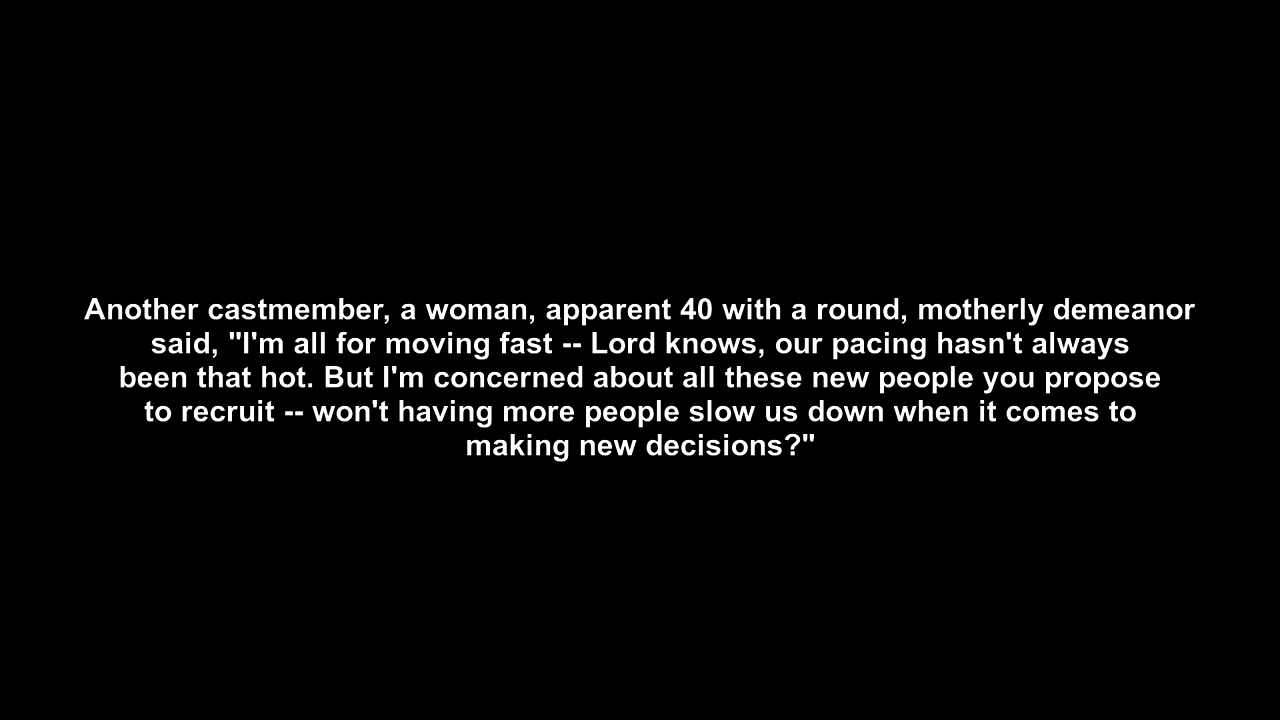 Another castmember, a woman, apparent 40 with a round, motherly demeanor
said, "I'm all for moving fast -- Lord knows, our pacing hasn't always
been that hot. But I'm concerned about all these new people you propose
to recruit -- won't having more people slow us down when it comes to
making new decisions?"